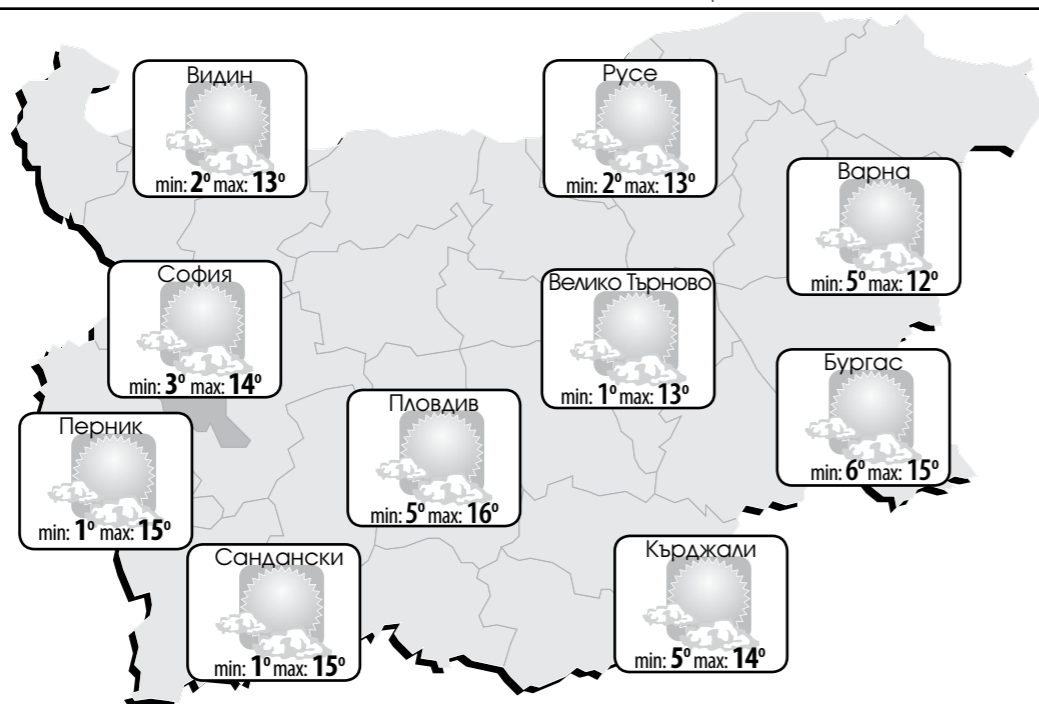 Видин
min: 2° max: 13°
Русе
min: 2° max: 13°
Варна
min: 5° max: 12°
София
min: 3° max: 14°
Велико Търново
min: 1° max: 13°
Бургас
min: 6° max: 15°
Пловдив
min: 5° max: 16°
Перник
min: 1° max: 15°
Сандански
min: 1° max: 15°
Кърджали
min: 5° max: 14°